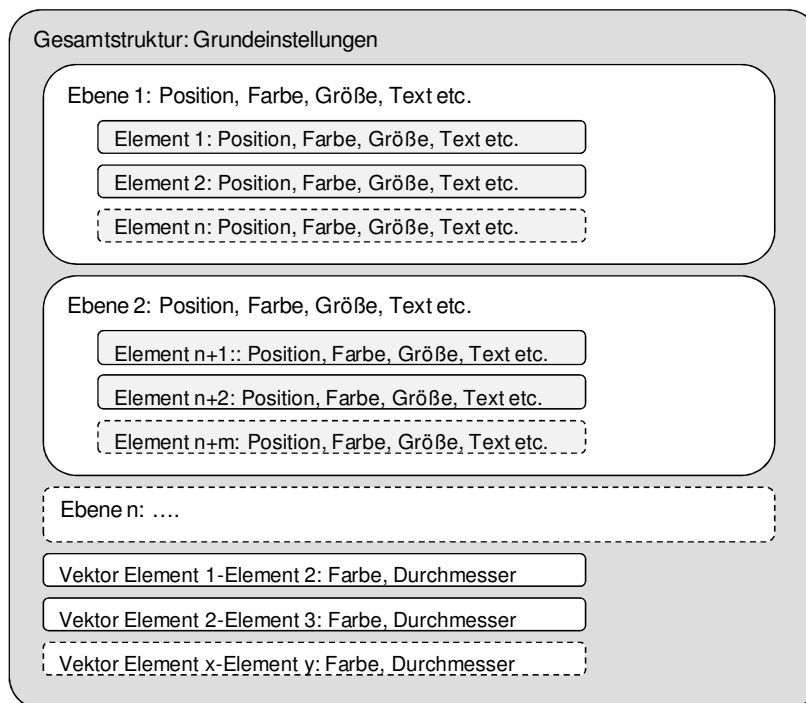 Gesamtstruktur: Grundeinstellungen
Ebene 1: Position, Farbe, Größe, Text etc.
Element 1: Position, Farbe, Größe, Text etc.
Element 2: Position, Farbe, Größe, Text etc.
Element n: Position, Farbe, Größe, Text etc.
Ebene 2: Position, Farbe, Größe, Text etc.
Element n+1:: Position, Farbe, Größe, Text etc.
Element n+2: Position, Farbe, Größe, Text etc.
Element n+m: Position, Farbe, Größe, Text etc.
Ebene n: ….
Vektor Element 1-Element 2: Farbe, Durchmesser
Vektor Element 2-Element 3: Farbe, Durchmesser
Vektor Element x-Element y: Farbe, Durchmesser